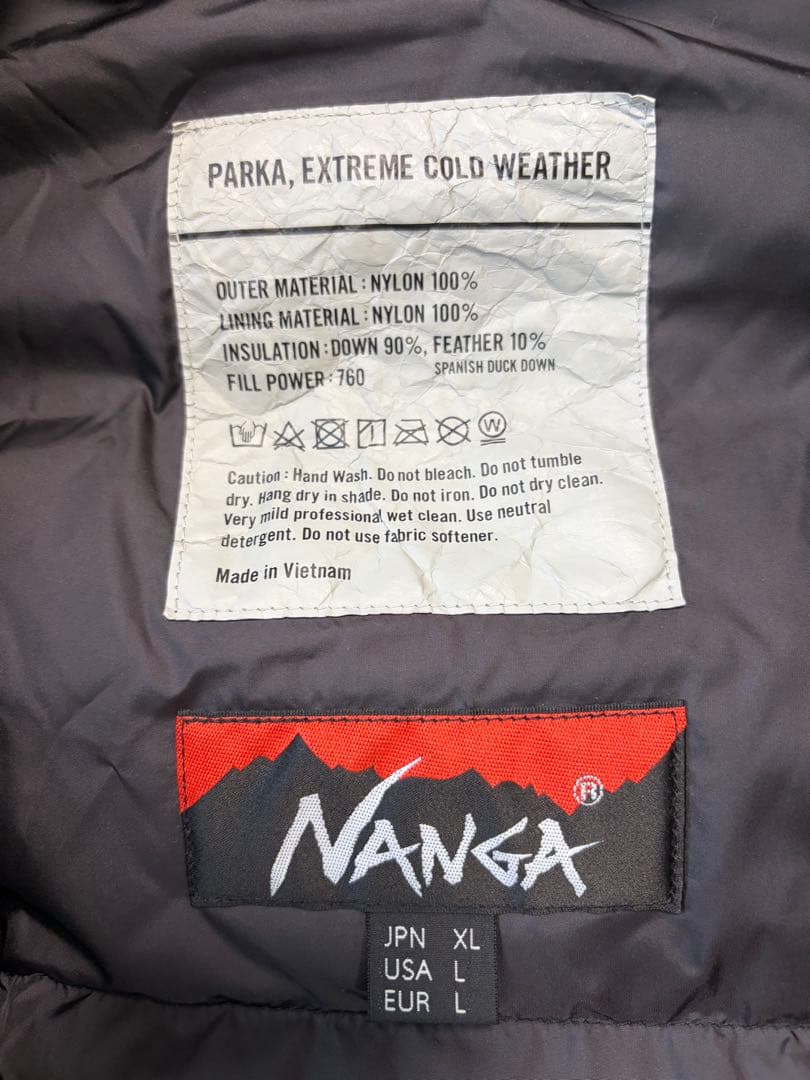 PARKA, EXTREME COLD WEATHER
OUTER MATERIAL : NYLON 100%
LINING MATERIAL : NYLON 100%
INSULATION : DOWN 90%, FEATHER 10%
SPANISH DUCK DOWN
FILL POWER : 760
W
Caution : Hand Wash. Do not bleach. Do not tumble
dry. Hang dry in shade. Do not iron. Do not dry clean.
Very mild professional wet clean. Use neutral
detergent. Do not use fabric softener.
Made in Vietnam
NANGA ®
JPN XL
USA L
EUR L